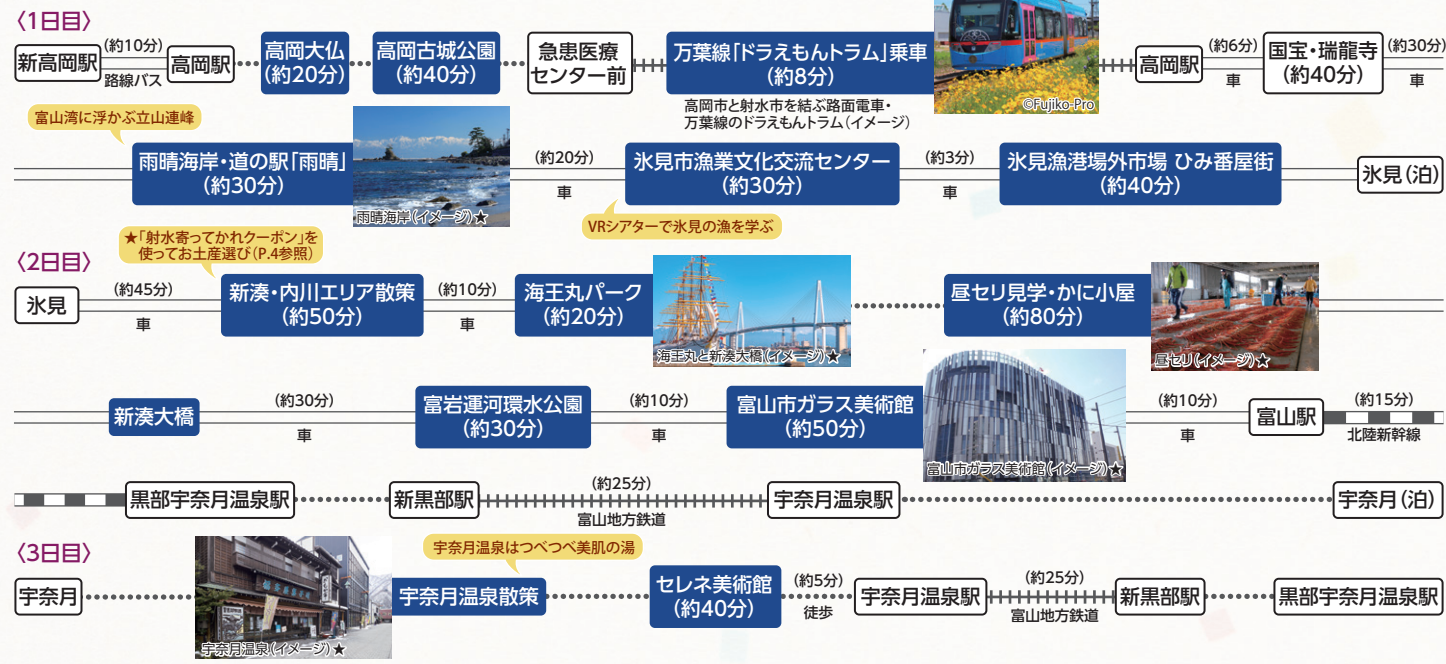 〈1日目〉
新高岡駅
(約10分)
路線バス
高岡駅
高岡大仏
(約20分)
高岡古城公園
(約40分)
急患医療
センター前
万葉線「ドラえもんトラム」乗車
(約8分)
高岡市と射水市を結ぶ路面電車・
万葉線のドラえもんトラム(イメージ)
©Fujiko-Pro
高岡駅
(約6分)
車
国宝・瑞龍寺
(約40分)
(約30分)
車
富山湾に浮かぶ立山連峰
雨晴海岸・道の駅「雨晴」
(約30分)
雨晴海岸(イメージ)★
(約20分)
車
氷見市漁業文化交流センター
(約30分)
VRシアターで氷見の漁を学ぶ
(約3分)
車
氷見漁港場外市場 ひみ番屋街
(約40分)
氷見(泊)
〈2日目〉
★「射水寄ってかれクーポン」を
使ってお土産選び(P.4参照)
氷見
(約45分)
車
新湊・内川エリア散策
(約50分)
(約10分)
車
海王丸パーク
(約20分)
海王丸と新湊大橋(イメージ)★
昼セリ見学・かに小屋
(約80分)
昼セリ(イメージ)★
新湊大橋
(約30分)
車
富岩運河環水公園
(約30分)
(約10分)
車
富山市ガラス美術館
(約50分)
富山市ガラス美術館(イメージ)★
(約10分)
車
富山駅
(約15分)
北陸新幹線
黒部宇奈月温泉駅
新黒部駅
(約25分)
富山地方鉄道
宇奈月温泉駅
宇奈月(泊)
〈3日目〉
宇奈月
宇奈月温泉(イメージ)★
宇奈月温泉はつべつべ美肌の湯
宇奈月温泉散策
セレネ美術館
(約40分)
(約5分)
徒歩
宇奈月温泉駅
(約25分)
富山地方鉄道
新黒部駅
黒部宇奈月温泉駅